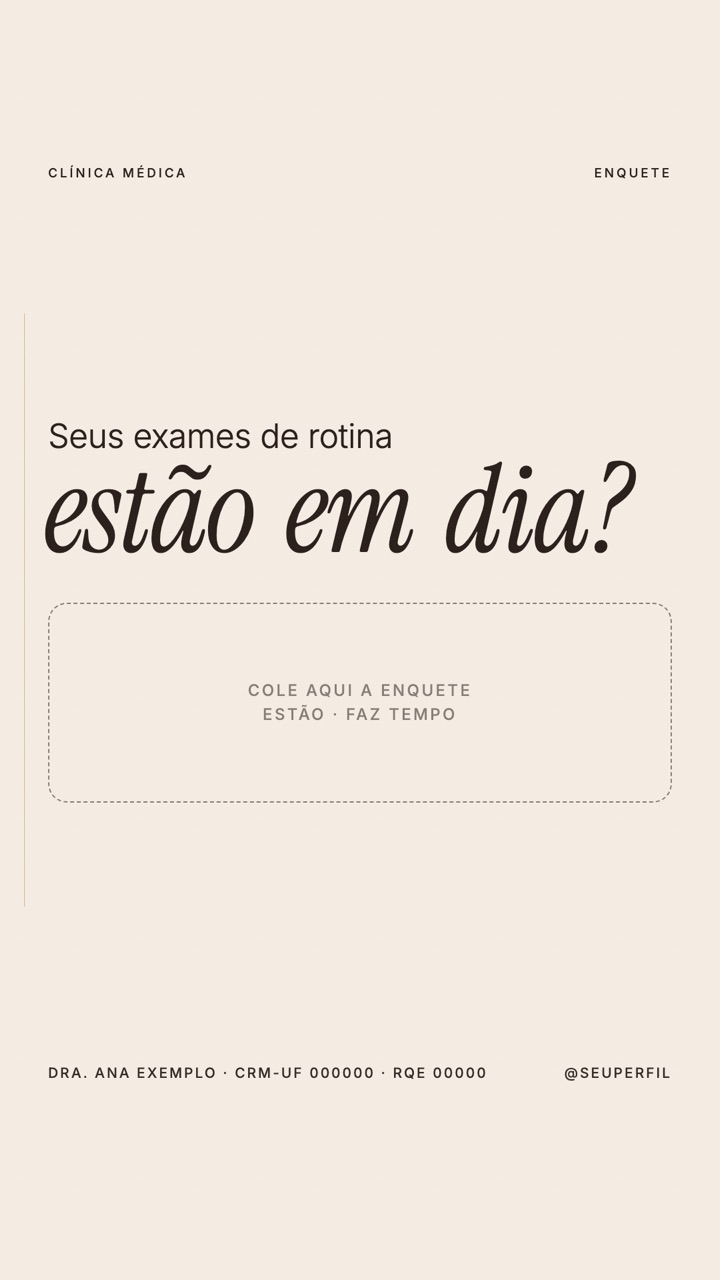 CLÍNICA MÉDICA
ENQUETE
Seus exames de rotina
estão em dia?
COLE AQUI A ENQUETE
ESTÃO · FAZ TEMPO
DRA. ANA EXEMPLO · CRM-UF 000000 · RQE 00000
@SEUPERFIL